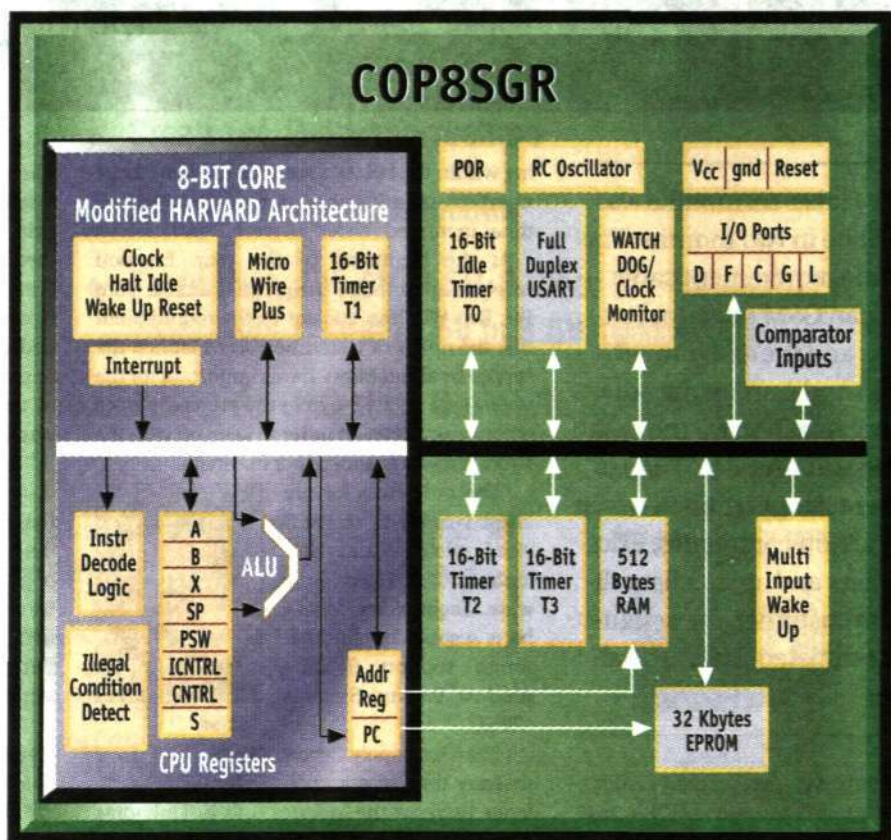 COP8SGR
8-BIT CORE
Modified HARVARD Architecture
Clock
Halt Idle
Wake Up Reset
Micro
Wire
Plus
16-Bit
Timer
T1
Interrupt
POR
RC Oscillator
Vcc gnd Reset
16-Bit
Idle
Timer
T0
Full
Duplex
USART
WATCH
DOG/
Clock
Monitor
I/O Ports
D F C G L
Comparator
Inputs
Instr
Decode
Logic
A
B
X
SP
PSW
ICNTRL
CNTRL
S
ALU
Illegal
Condition
Detect
Addr
Reg
PC
CPU Registers
16-Bit
Timer
T2
16-Bit
Timer
T3
512
Bytes
RAM
Multi
Input
Wake
Up
32 Kbytes
EPROM